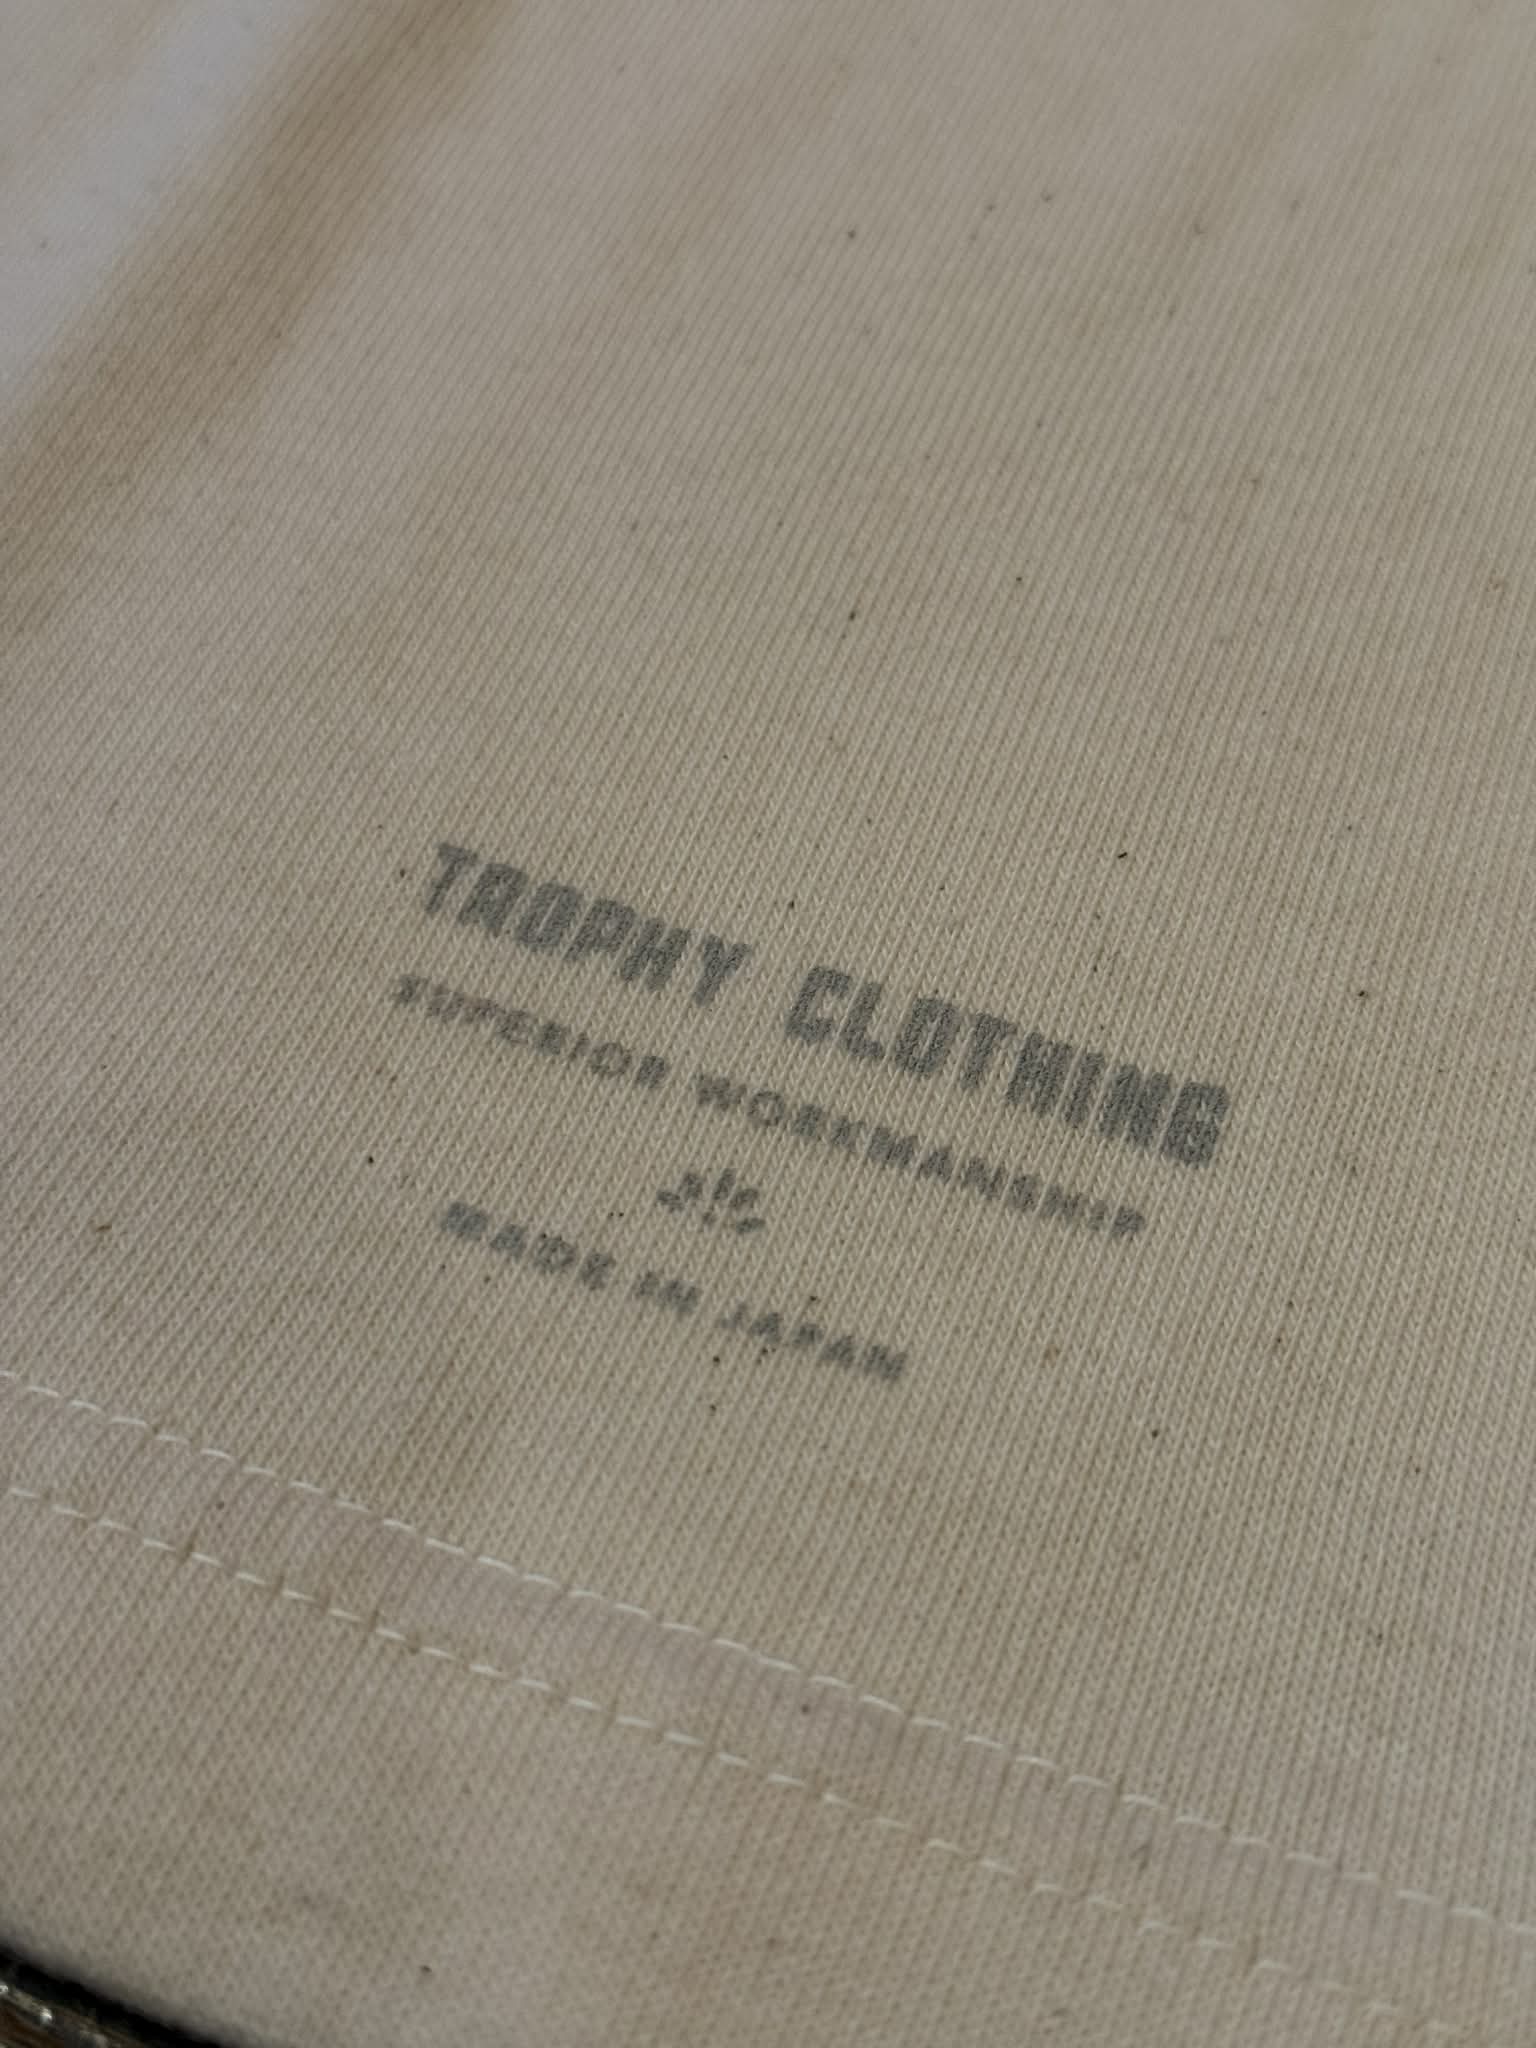 TROPHY CLOTHING
SUPERIOR WORKMANSHIP
MADE IN JAPAN